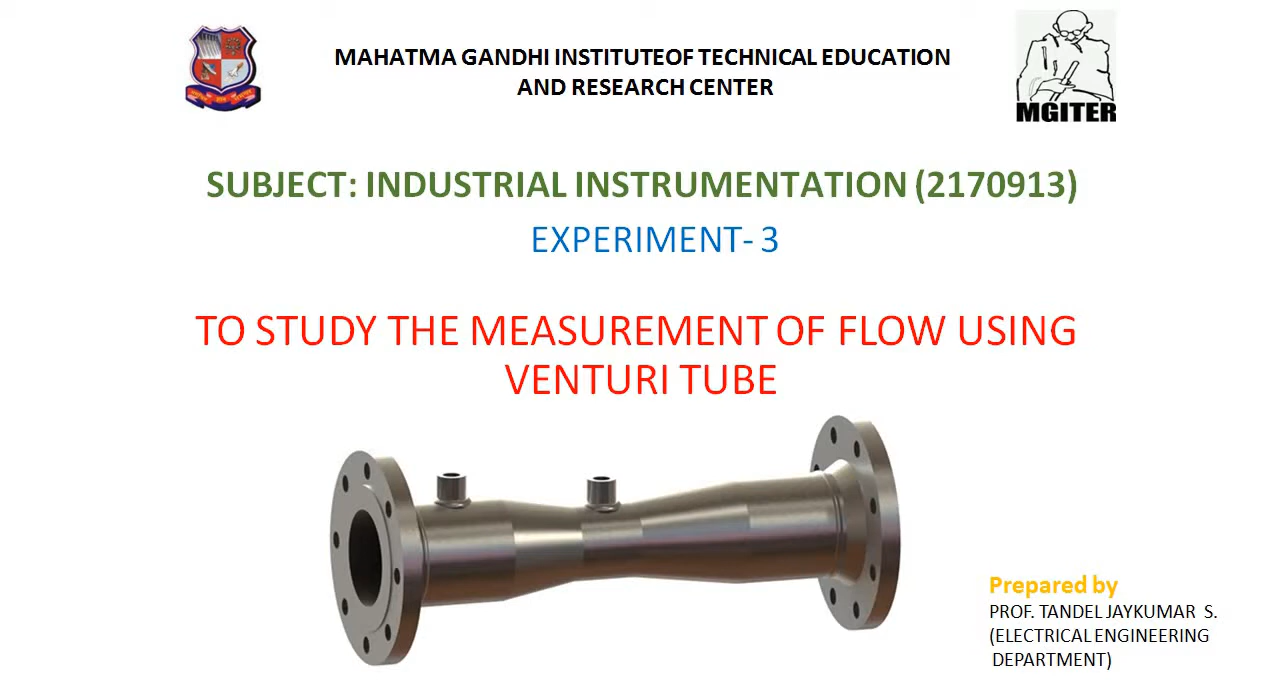 MAHATMA GANDHI INSTITUTEOF TECHNICAL EDUCATION
AND RESEARCH CENTER
MGITER
SUBJECT: INDUSTRIAL INSTRUMENTATION (2170913)
EXPERIMENT- 3
TO STUDY THE MEASUREMENT OF FLOW USING
VENTURI TUBE
Prepared by
PROF. TANDEL JAYKUMAR S.
(ELECTRICAL ENGINEERING
DEPARTMENT)